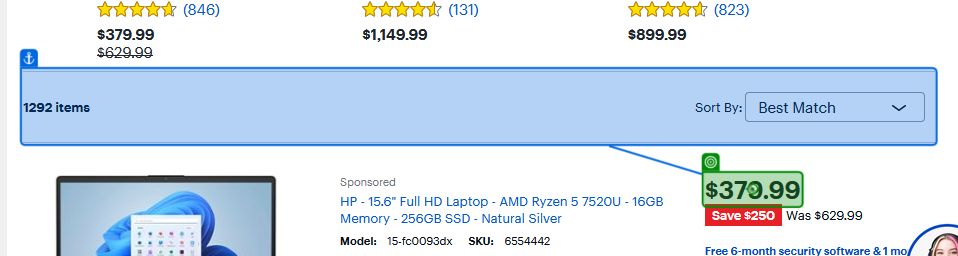 (846) (131) (823)
$379.99 $1,149.99 $899.99
$629.99
1292 items Sort By: Best Match
Sponsored
HP - 15.6" Full HD Laptop - AMD Ryzen 5 7520U - 16GB
Memory - 256GB SSD - Natural Silver
Model: 15-fc0093dx SKU: 6554442
$379.99
Save $250 Was $629.99
Free 6-month security software & 1 mo